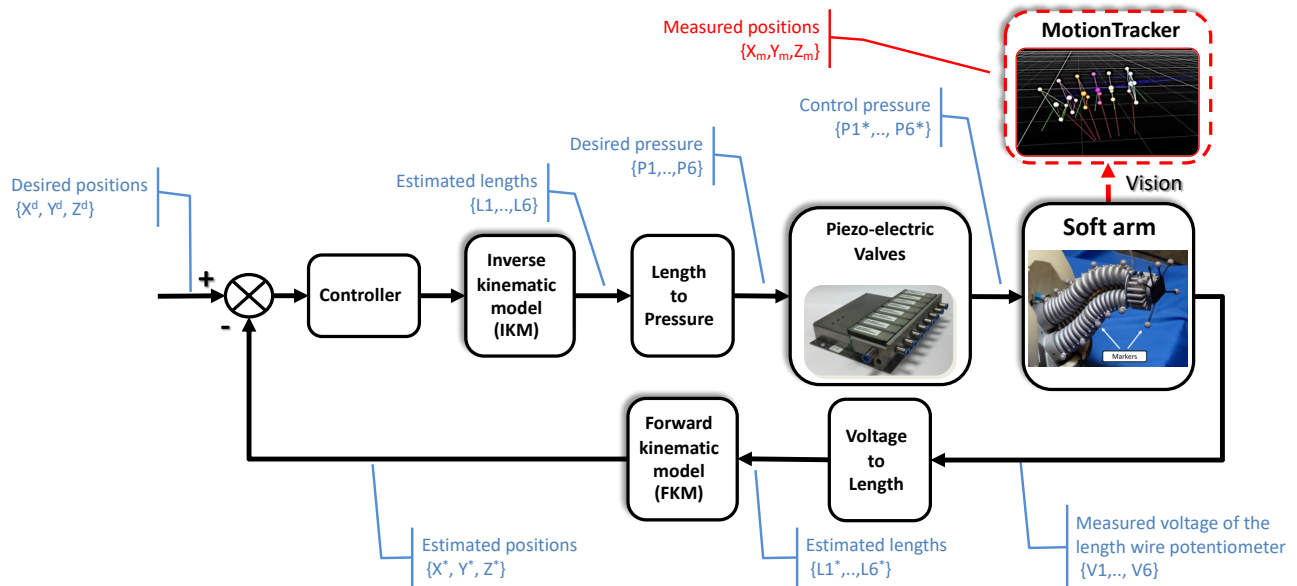 Measured positions
{Xm,Ym,Zm}
MotionTracker
Control pressure
{P1*,.., P6*}
Desired pressure
{P1,..,P6}
Desired positions
{Xᵈ, Yᵈ, Zᵈ}
Estimated lengths
{L1,..,L6}
Vision
+
-
Controller
Inverse
kinematic
model
(IKM)
Length
to
Pressure
Piezo-electric
Valves
Soft arm
Markers
Forward
kinematic
model
(FKM)
Voltage
to
Length
Estimated positions
{X*, Y*, Z*}
Estimated lengths
{L1*,..,L6*}
Measured voltage of the
length wire potentiometer
{V1,.., V6}